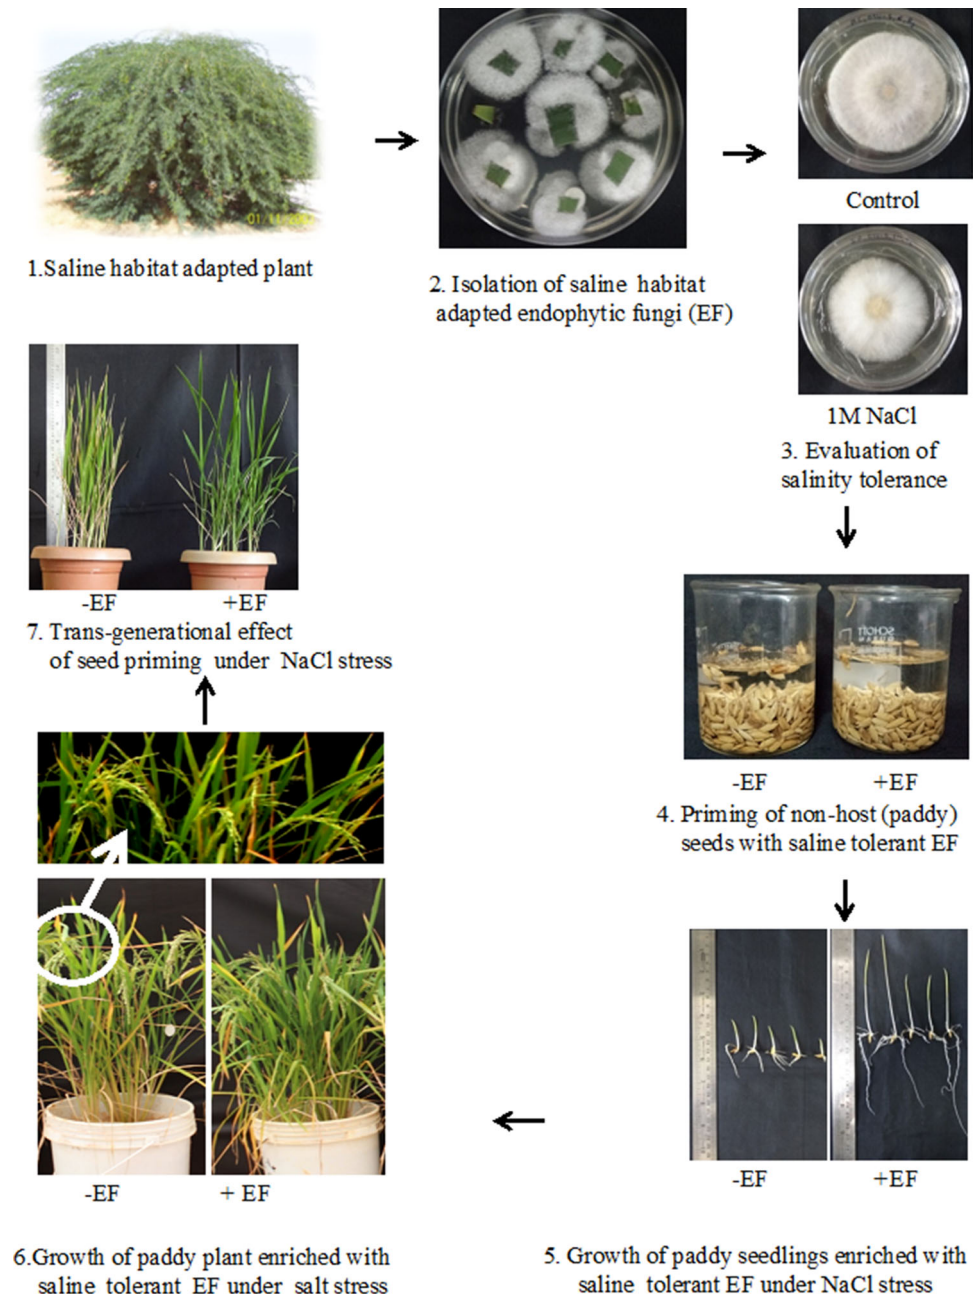 01/11/200
1.Saline habitat adapted plant
2. Isolation of saline habitat
adapted endophytic fungi (EF)
Control
1M NaCl
3. Evaluation of
salinity tolerance
SCHOTT
-EF
+EF
4. Priming of non-host (paddy)
seeds with saline tolerant EF
-EF
+EF
5. Growth of paddy seedlings enriched with
saline tolerant EF under NaCl stress
-EF
+ EF
6.Growth of paddy plant enriched with
saline tolerant EF under salt stress
-EF
+EF
7. Trans-generational effect
of seed priming under NaCl stress